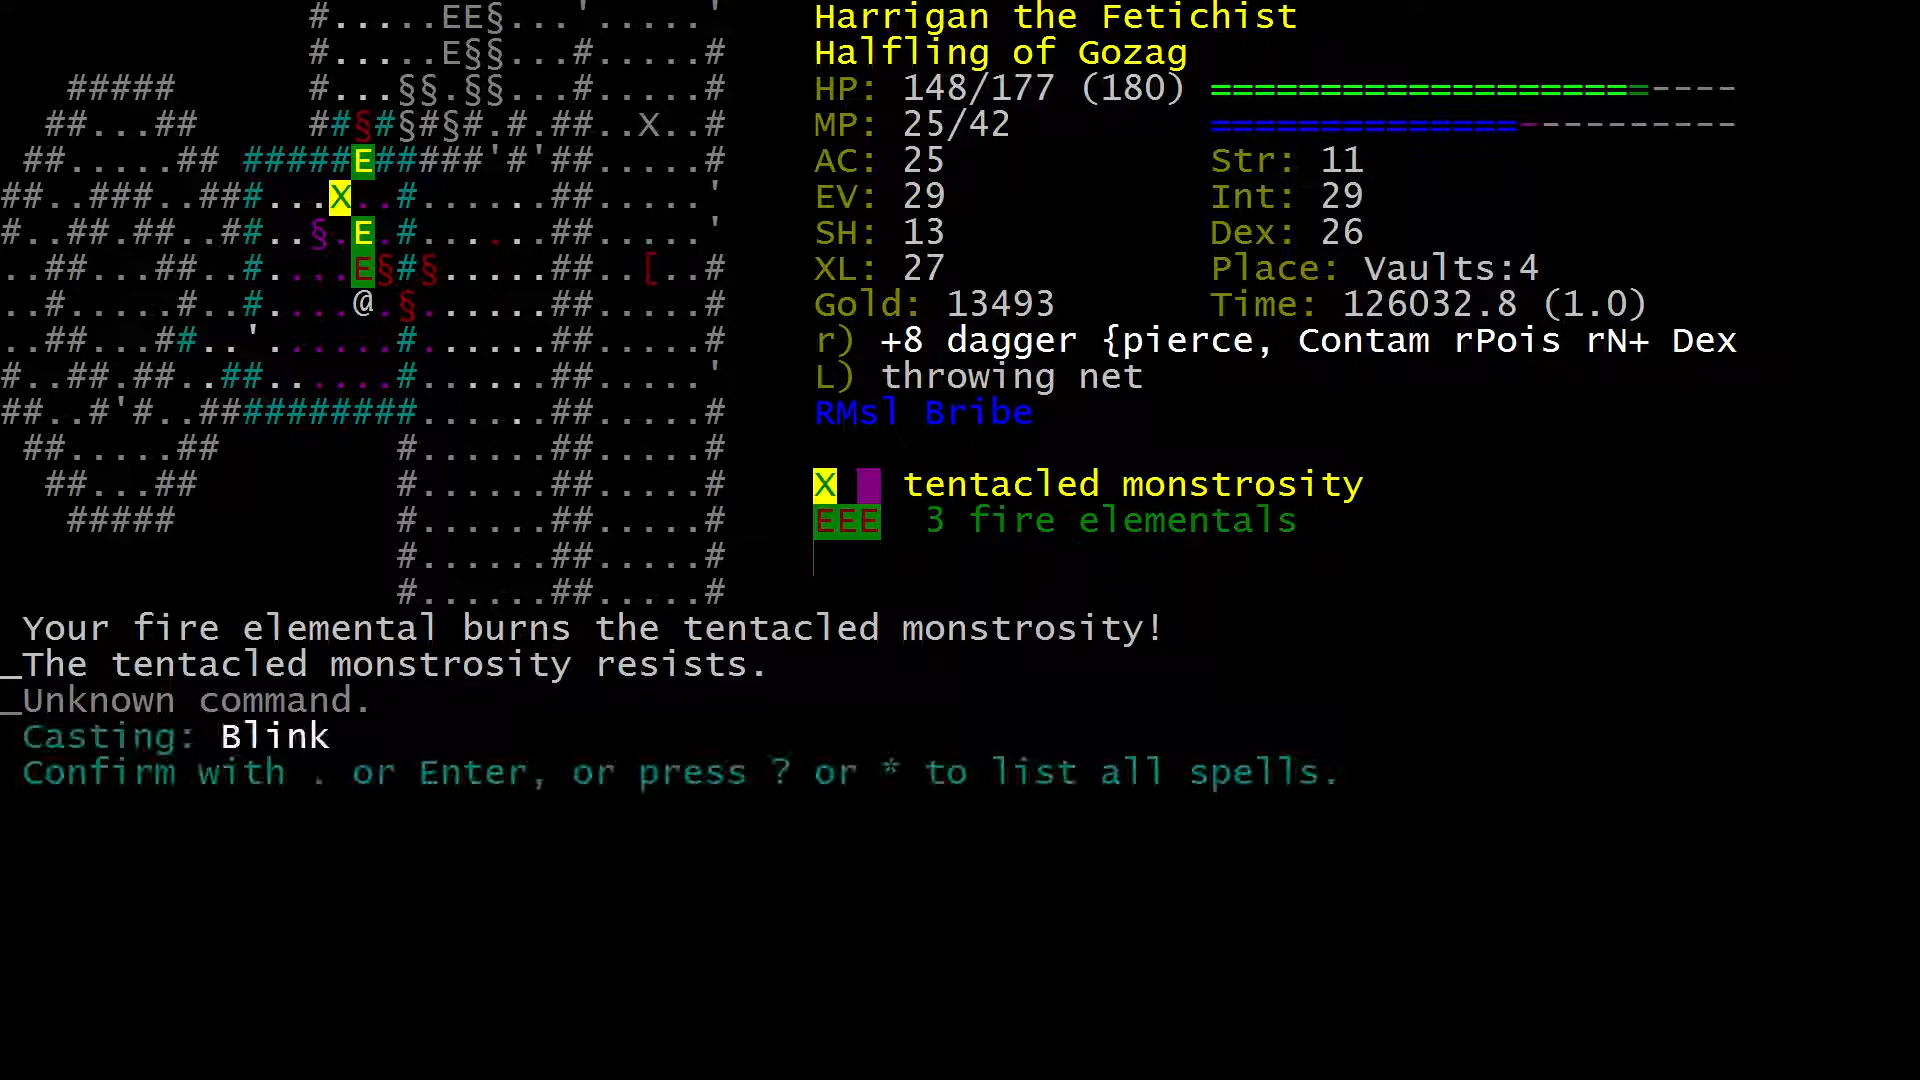 #.....EE§...'.....' Harrigan the Fetichist
#.....E§§...#.....# Halfling of Gozag
##### #...§§.§§...#.....# HP: 148/177 (180) ===================-----
##...## ##§#§#§#.#.##..X..# MP: 25/42 ==============----------
##.....## #####E#####'#'##.....# AC: 25 Str: 11
##..###..###...X..#......##.....' EV: 29 Int: 29
#..##.##..##..§.E.#......##.....' SH: 13 Dex: 26
..##...##..#....E§#§.....##..[..# XL: 27 Place: Vaults:4
..#.....#..#....@.§......##.....# Gold: 13493 Time: 126032.8 (1.0)
..##...##..'......#......##.....# r) +8 dagger {pierce, Contam rPois rN+ Dex
#..##.##..##......#......##.....' L) throwing net
##..#'#..##########......##.....# RMsl Bribe
##.....## #......##.....#
##...## #......##.....# X tentacled monstrosity
##### #......##.....# EEE 3 fire elementals
#......##.....#
#......##.....#
Your fire elemental burns the tentacled monstrosity!
_The tentacled monstrosity resists.
_Unknown command.
Casting: Blink
Confirm with . or Enter, or press ? or * to list all spells.